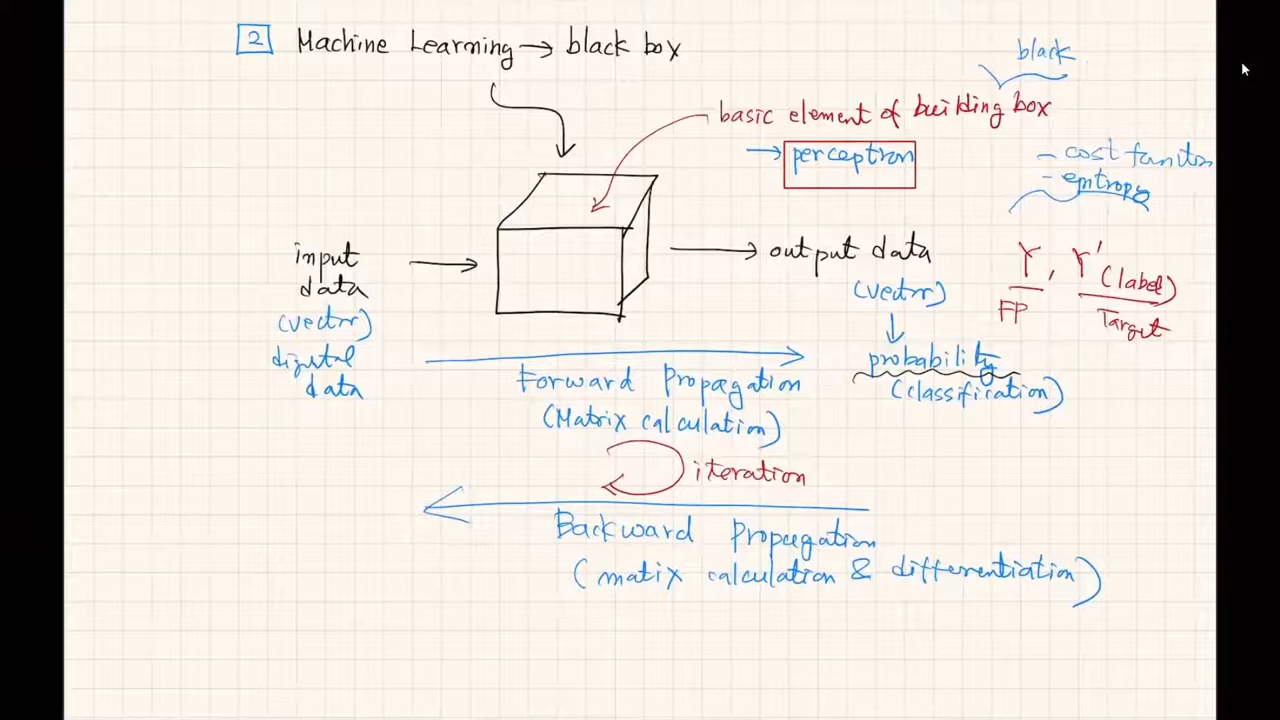 2 Machine Learning → black box
black
basic element of building box
→ perceptron
- cost function
- entropy
input
data
(vector)
digital
data
output data
(vector)
probability
(classification)
Y, Y' (label)
FP
Target
Forward Propagation
(Matrix calculation)
iteration
Backward Propagation
(matix calculation & differentiation)